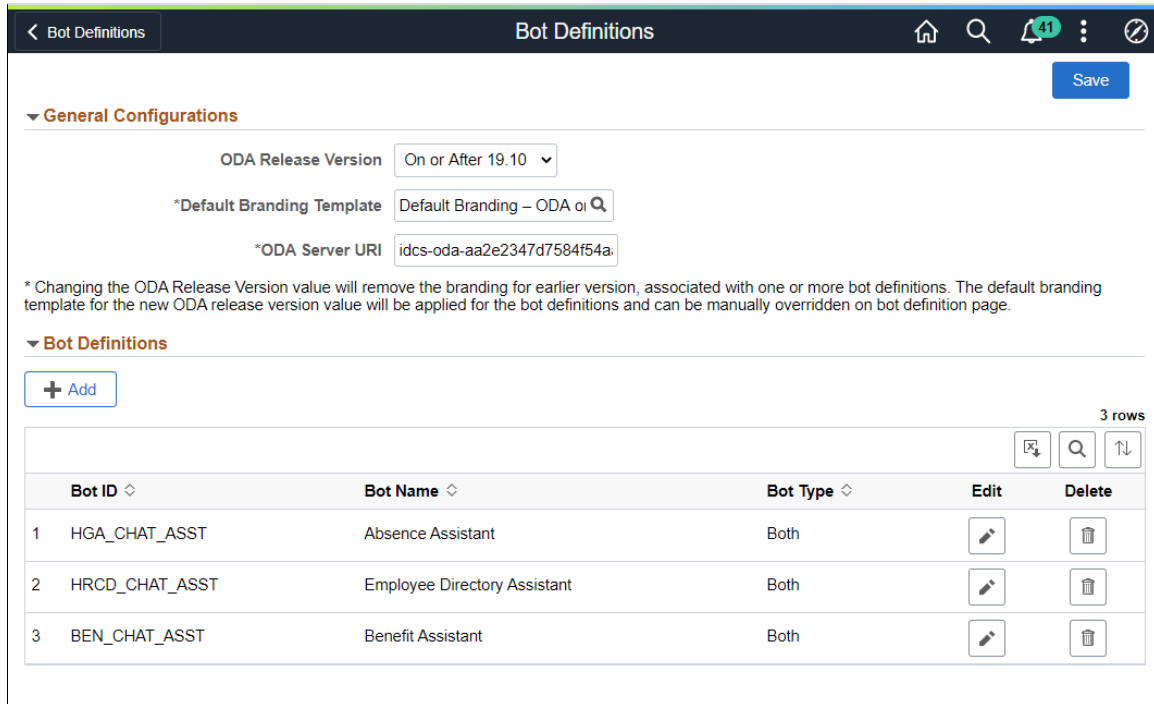 Bot Definitions
Bot Definitions
41
Save
General Configurations
ODA Release Version On or After 19.10
*Default Branding Template Default Branding – ODA or
*ODA Server URI idcs-oda-aa2e2347d7584f54aa
* Changing the ODA Release Version value will remove the branding for earlier version, associated with one or more bot definitions. The default branding
template for the new ODA release version value will be applied for the bot definitions and can be manually overridden on bot definition page.
Bot Definitions
Add
3 rows
Bot ID Bot Name Bot Type Edit Delete
1 HGA_CHAT_ASST Absence Assistant Both
2 HRCD_CHAT_ASST Employee Directory Assistant Both
3 BEN_CHAT_ASST Benefit Assistant Both